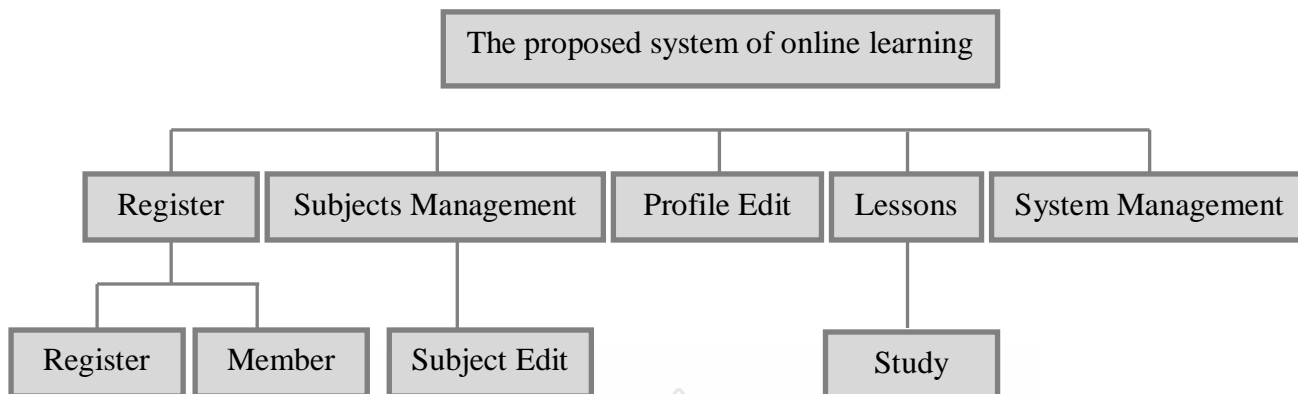 The proposed system of online learning
Register
Subjects Management
Profile Edit
Lessons
System Management
Register
Member
Subject Edit
Study